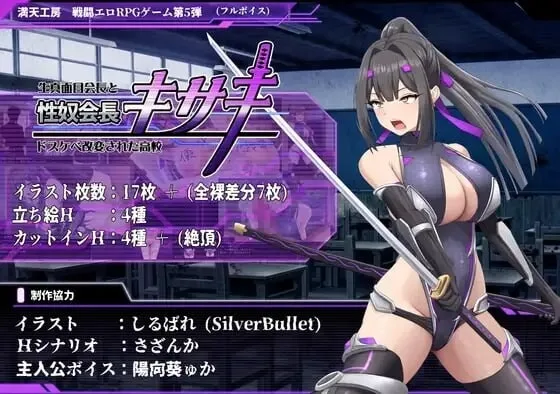 満天工房 戦闘エロRPGゲーム第5弾 (フルボイス)
生真面目会長と
性奴会長
キサキ
ドスケベ改変された高校
イラスト枚数:17枚 + (全裸差分7枚)
立ち絵H :4種
カットインH:4種 + (絶頂)
制作協力
イラスト :しるばれ (SilverBullet)
Hシナリオ :さざんか
主人公ボイス:陽向葵ゅか